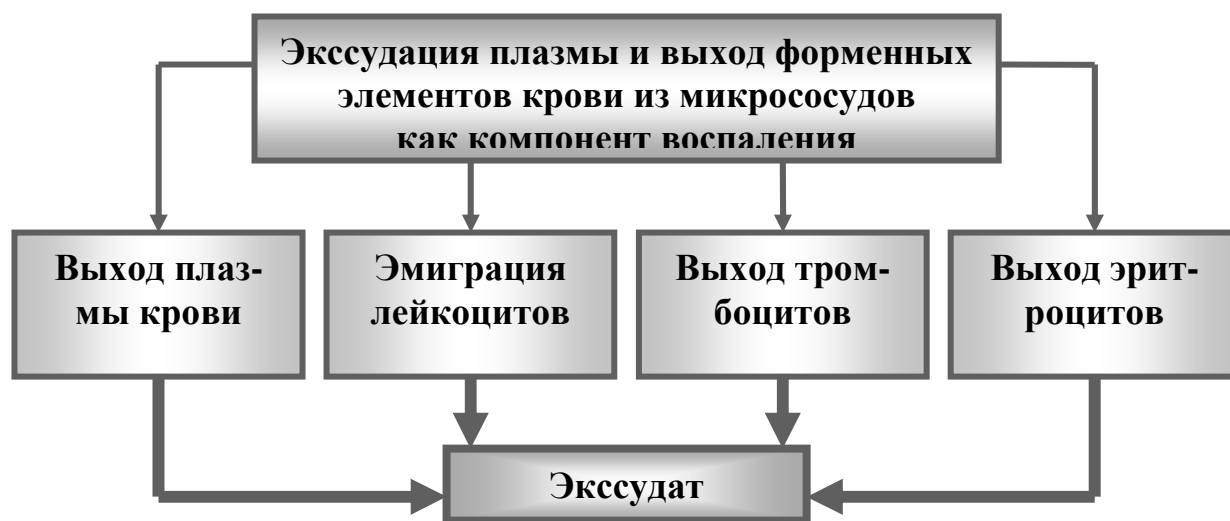 Экссудация плазмы и выход форменных
элементов крови из микрососудов
как компонент воспаления
Выход плаз-
мы крови
Эмиграция
лейкоцитов
Выход тром-
боцитов
Выход эрит-
роцитов
Экссудат